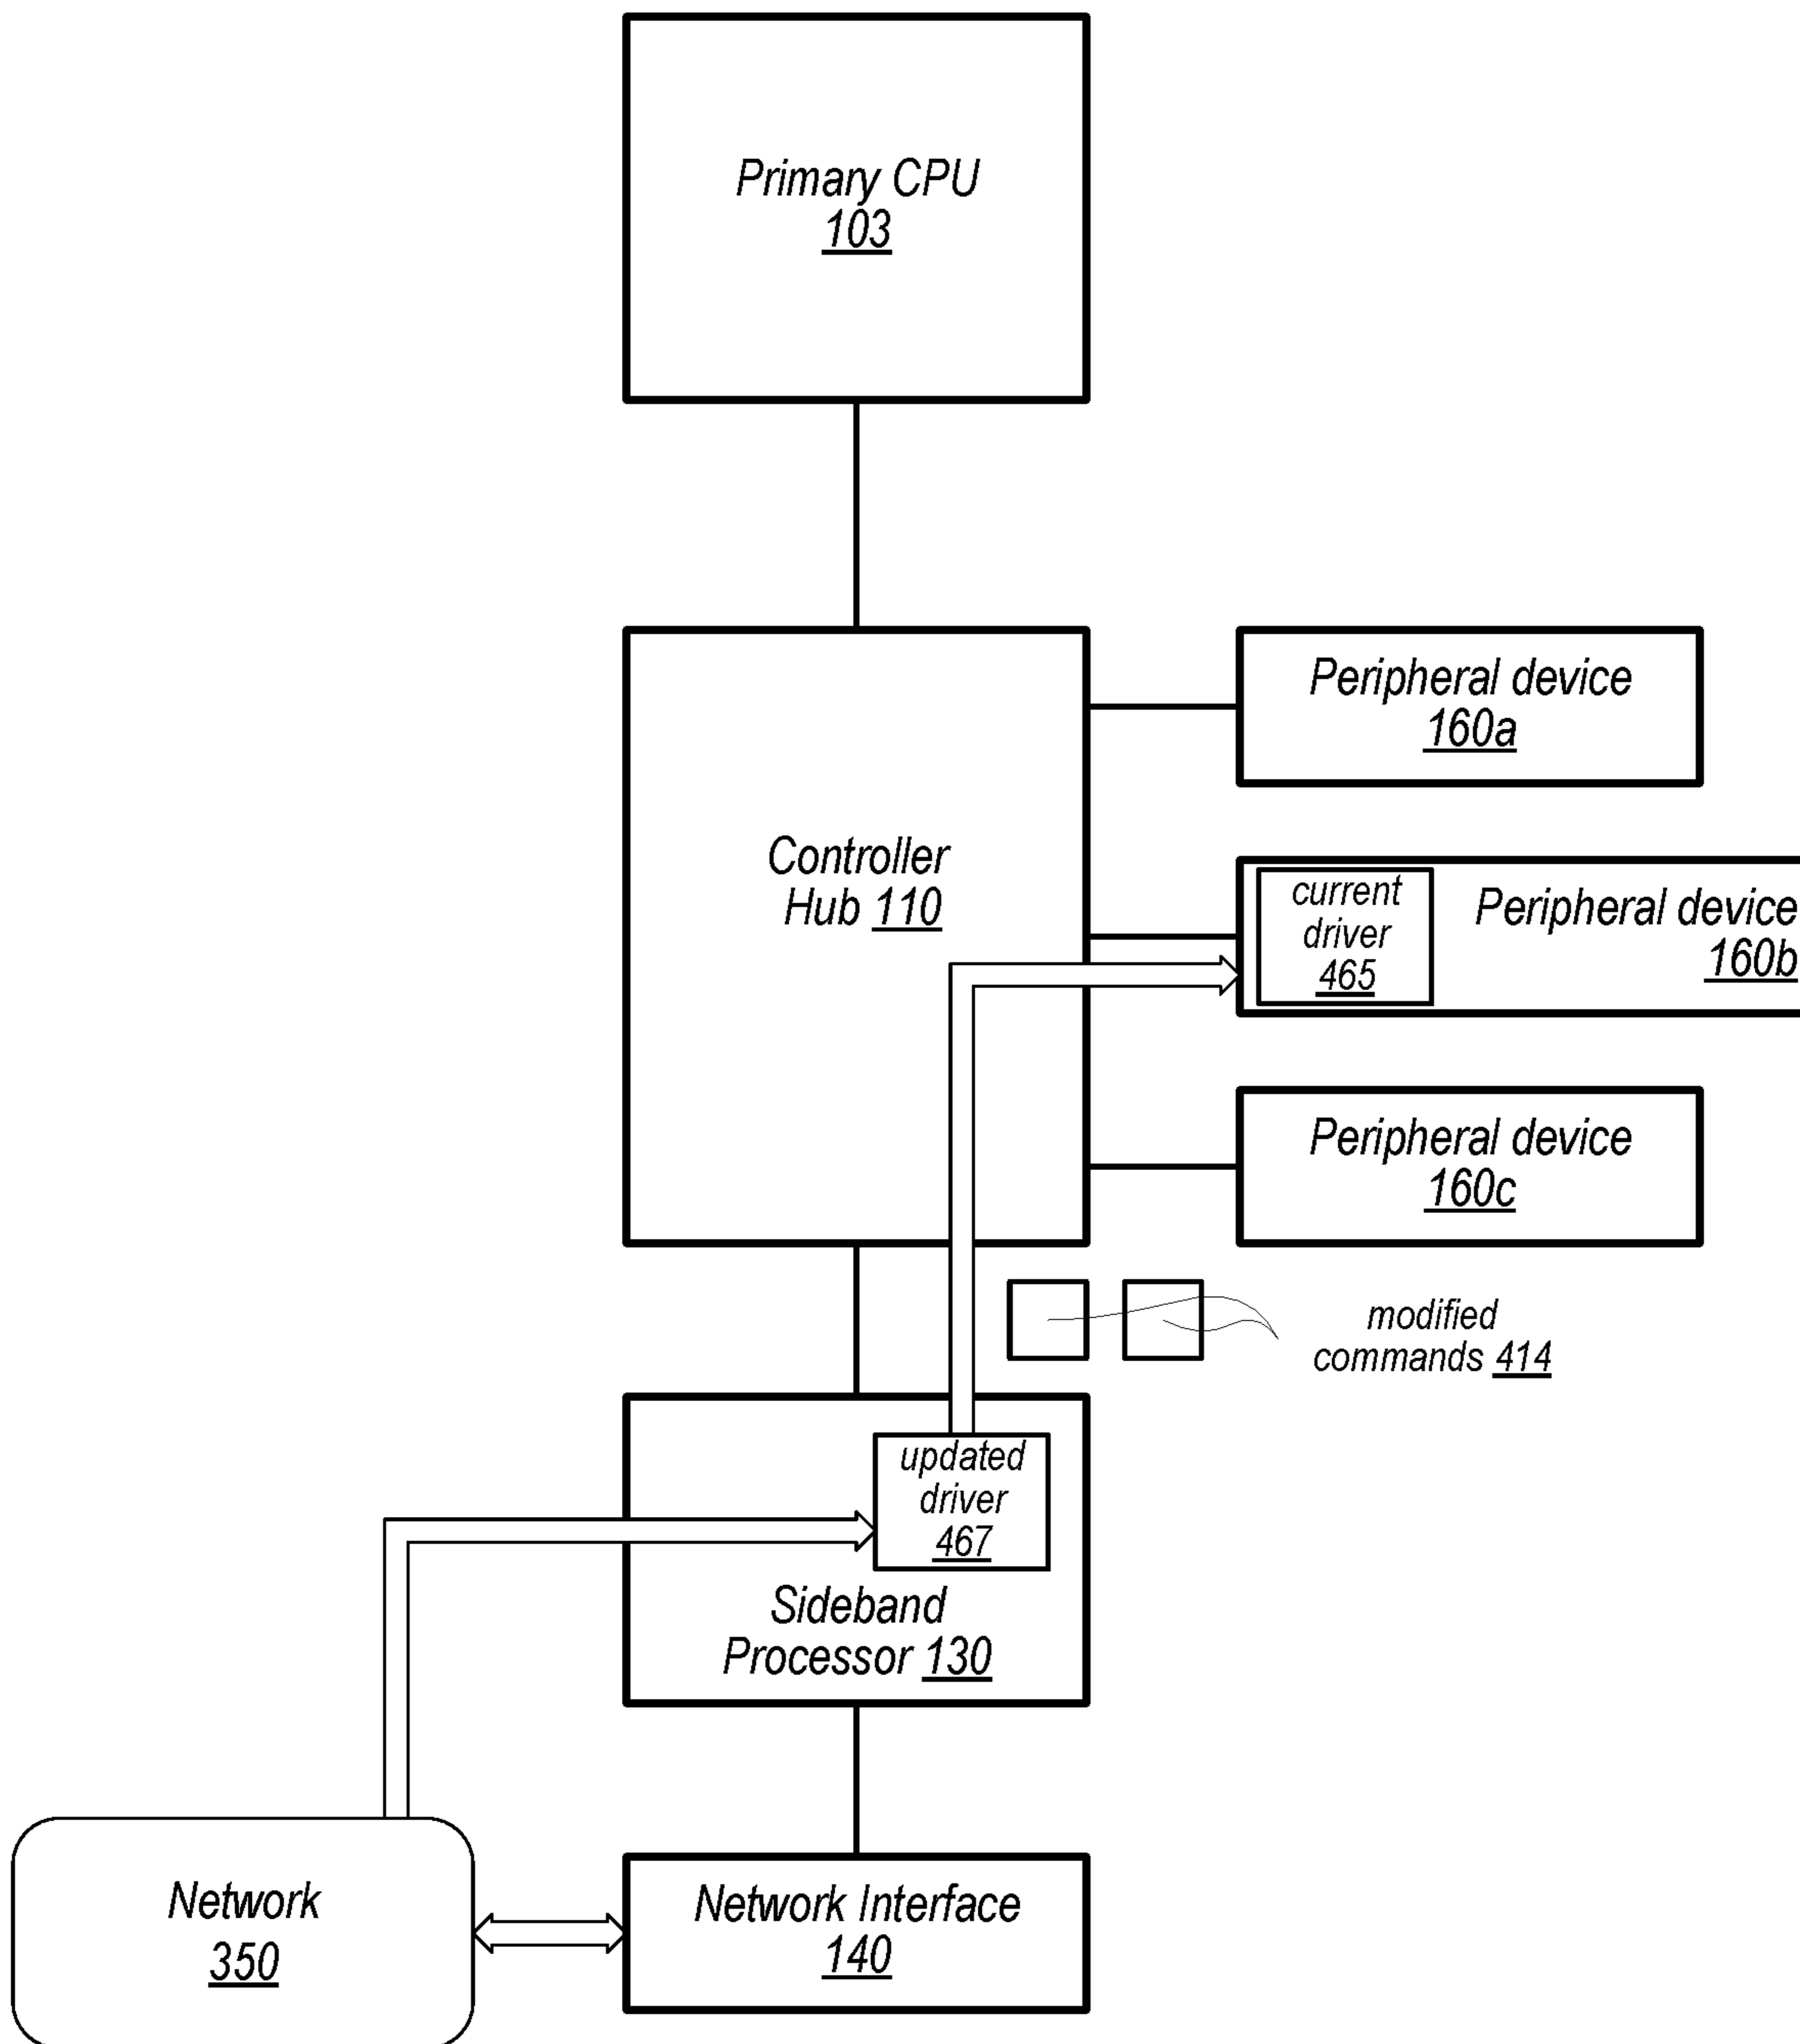 Primary CPU
103
Controller
Hub 110
Peripheral device
160a
current
driver
465
Peripheral device
160b
Peripheral device
160c
modified
commands 414
updated
driver
467
Sideband
Processor 130
Network
350
Network Interface
140